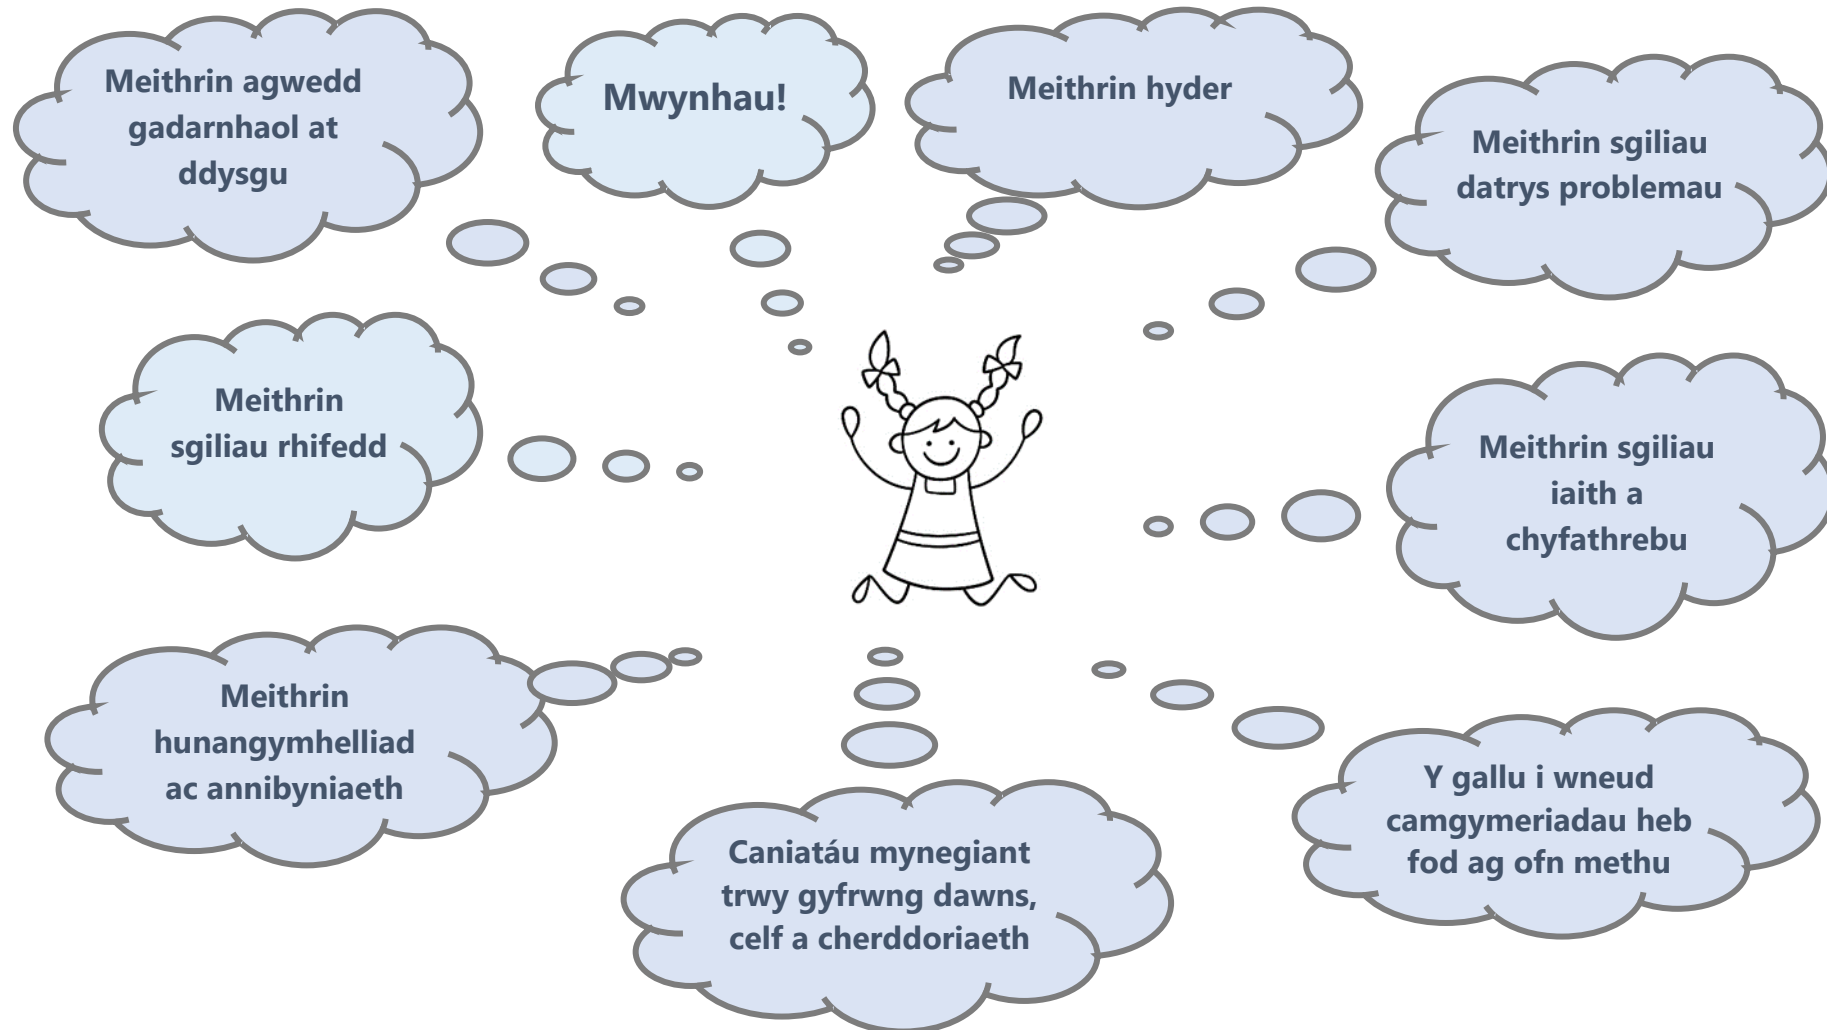 Meithrin agwedd
gadarnhaol at
ddysgu
Mwynhau!
Meithrin hyder
Meithrin sgiliau
datrys problemau
Meithrin
sgiliau rhifedd
Meithrin sgiliau
iaith a
chyfathrebu
Meithrin
hunangymhelliad
ac annibyniaeth
Caniatáu mynegiant
trwy gyfrwng dawns,
celf a cherddoriaeth
Y gallu i wneud
camgymeriadau heb
fod ag ofn methu